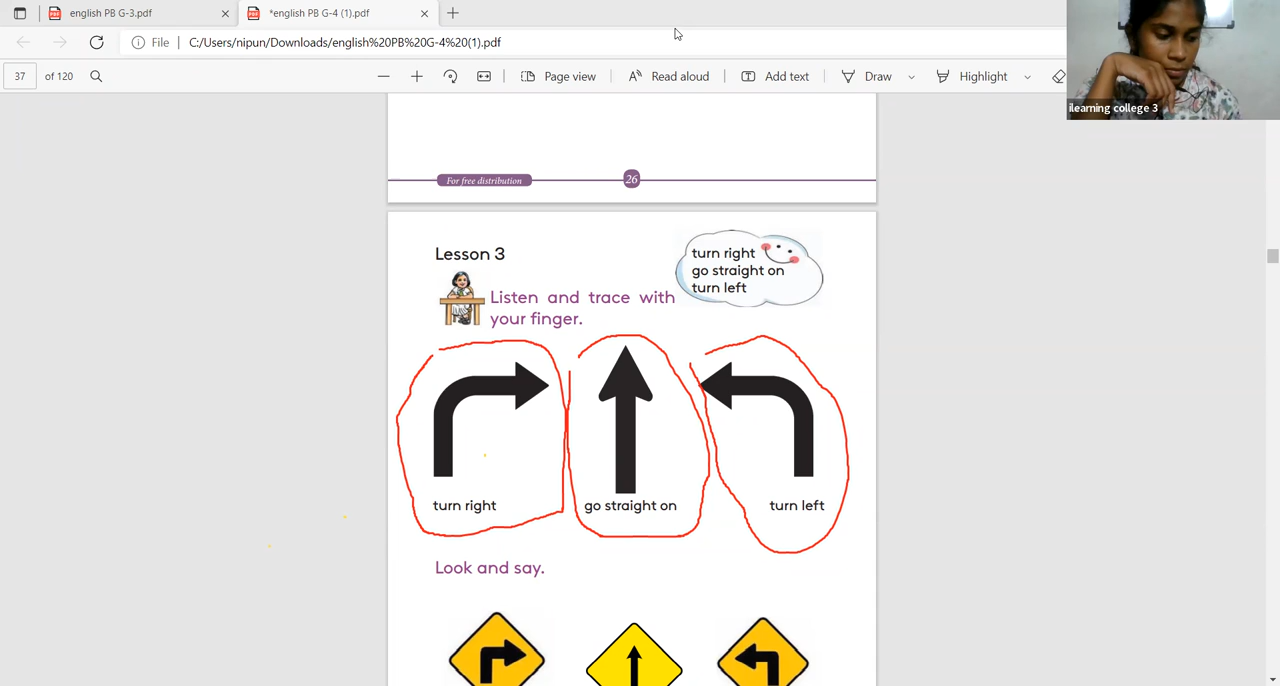 english PB G-3.pdf
*english PB G-4 (1).pdf
File
C:/Users/nipun/Downloads/english%20PB%20G-4%20(1).pdf
37 of 120
Page view
Read aloud
Add text
Draw
Highlight
ilearning college 3
For free distribution
26
Lesson 3
turn right
go straight on
turn left
Listen and trace with
your finger.
turn right
go straight on
turn left
Look and say.